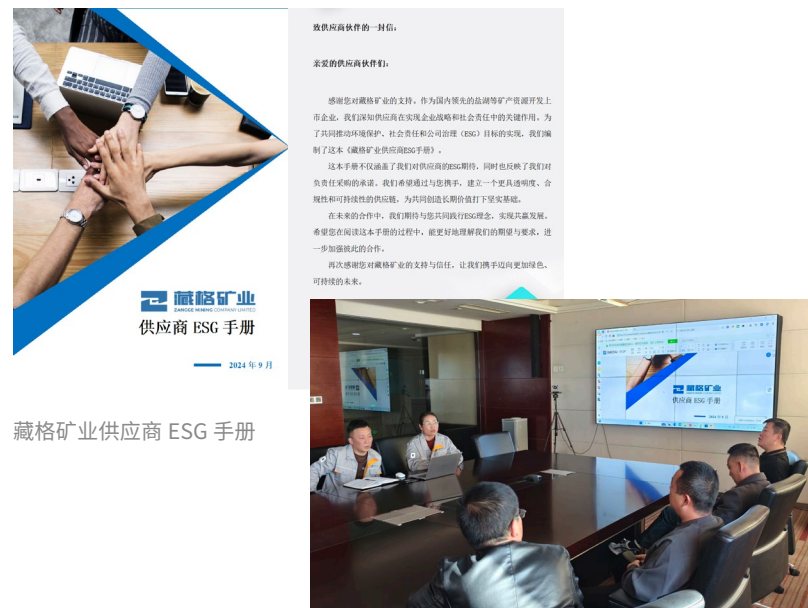 藏格矿业
ZANGGE MINING COMPANY LIMITED
供应商 ESG 手册
2024 年 9 月
致供应商伙伴的一封信：
亲爱的供应商伙伴们：
感谢您对藏格矿业的支持。作为国内领先的盐湖等矿产资源开发上
市企业，我们深知供应商在实现企业战略和社会责任中的关键作用。为
了共同推动环境保护、社会责任和公司治理（ESG）目标的实现，我们编
制了这本《藏格矿业供应商ESG手册》。
这本手册不仅涵盖了我们对供应商的ESG期待，同时也反映了我们对
负责任采购的承诺。我们希望通过与您携手，建立一个更具透明度、合
规性和可持续性的供应链，为共同创造长期价值打下坚实基础。
在未来的合作中，我们期待与您共同践行ESG理念，实现共赢发展。
希望您在阅读这本手册的过程中，能更好地理解我们的期望与要求，进
一步加强彼此的合作。
再次感谢您对藏格矿业的支持与信任，让我们携手迈向更加绿色、
可持续的未来。
藏格矿业供应商 ESG 手册
藏格矿业
供应商 ESG 手册